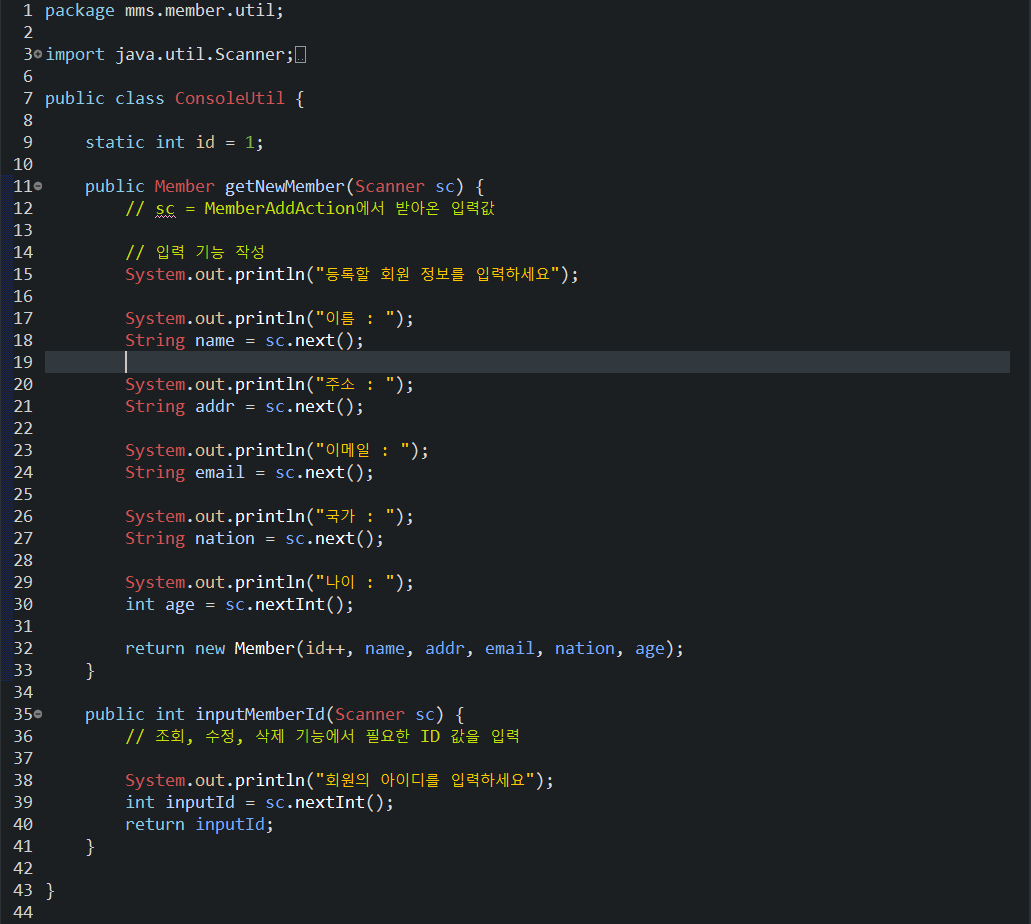 1 package mms.member.util;
2
3 import java.util.Scanner;
6
7 public class ConsoleUtil {
8
9 static int id = 1;
10
11 public Member getNewMember(Scanner sc) {
12 // sc = MemberAddAction에서 받아온 입력값
13
14 // 입력 기능 작성
15 System.out.println("등록할 회원 정보를 입력하세요");
16
17 System.out.println("이름 : ");
18 String name = sc.next();
19
20 System.out.println("주소 : ");
21 String addr = sc.next();
22
23 System.out.println("이메일 : ");
24 String email = sc.next();
25
26 System.out.println("국가 : ");
27 String nation = sc.next();
28
29 System.out.println("나이 : ");
30 int age = sc.nextInt();
31
32 return new Member(id++, name, addr, email, nation, age);
33 }
34
35 public int inputMemberId(Scanner sc) {
36 // 조회, 수정, 삭제 기능에서 필요한 ID 값을 입력
37
38 System.out.println("회원의 아이디를 입력하세요");
39 int inputId = sc.nextInt();
40 return inputId;
41 }
42
43 }
44